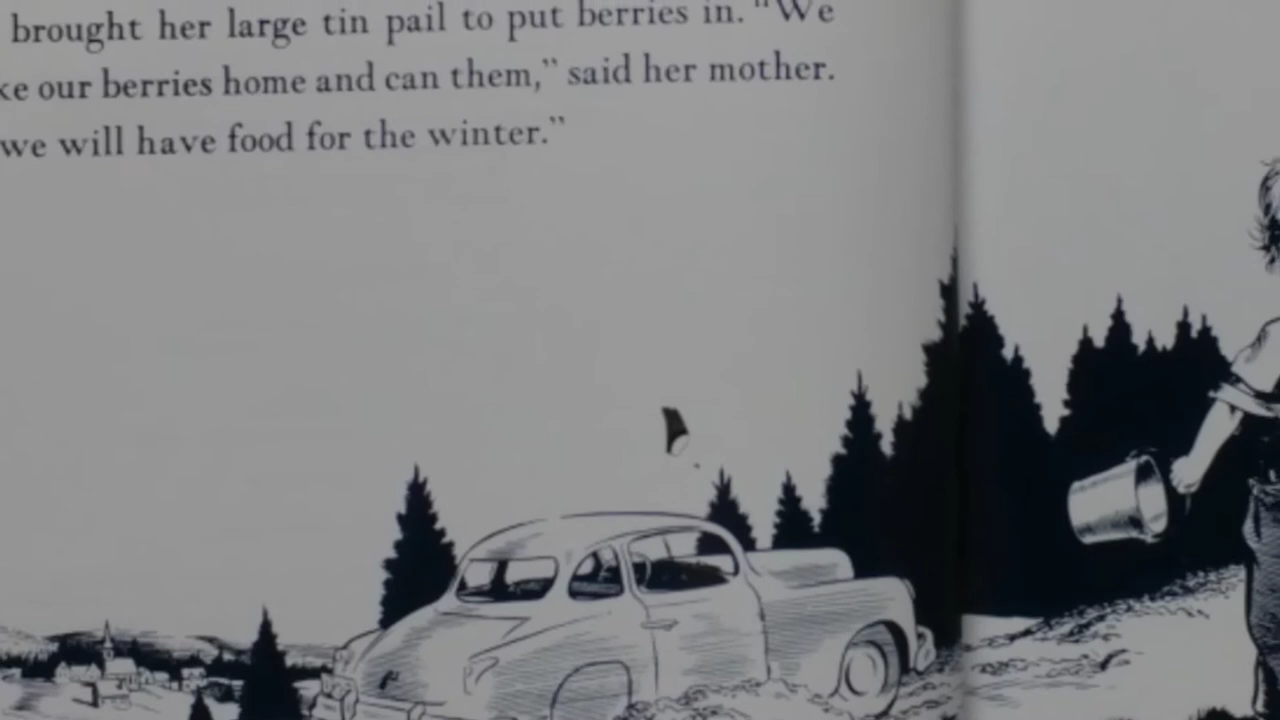 brought her large tin pail to put berries in. "We
ke our berries home and can them," said her mother.
we will have food for the winter."